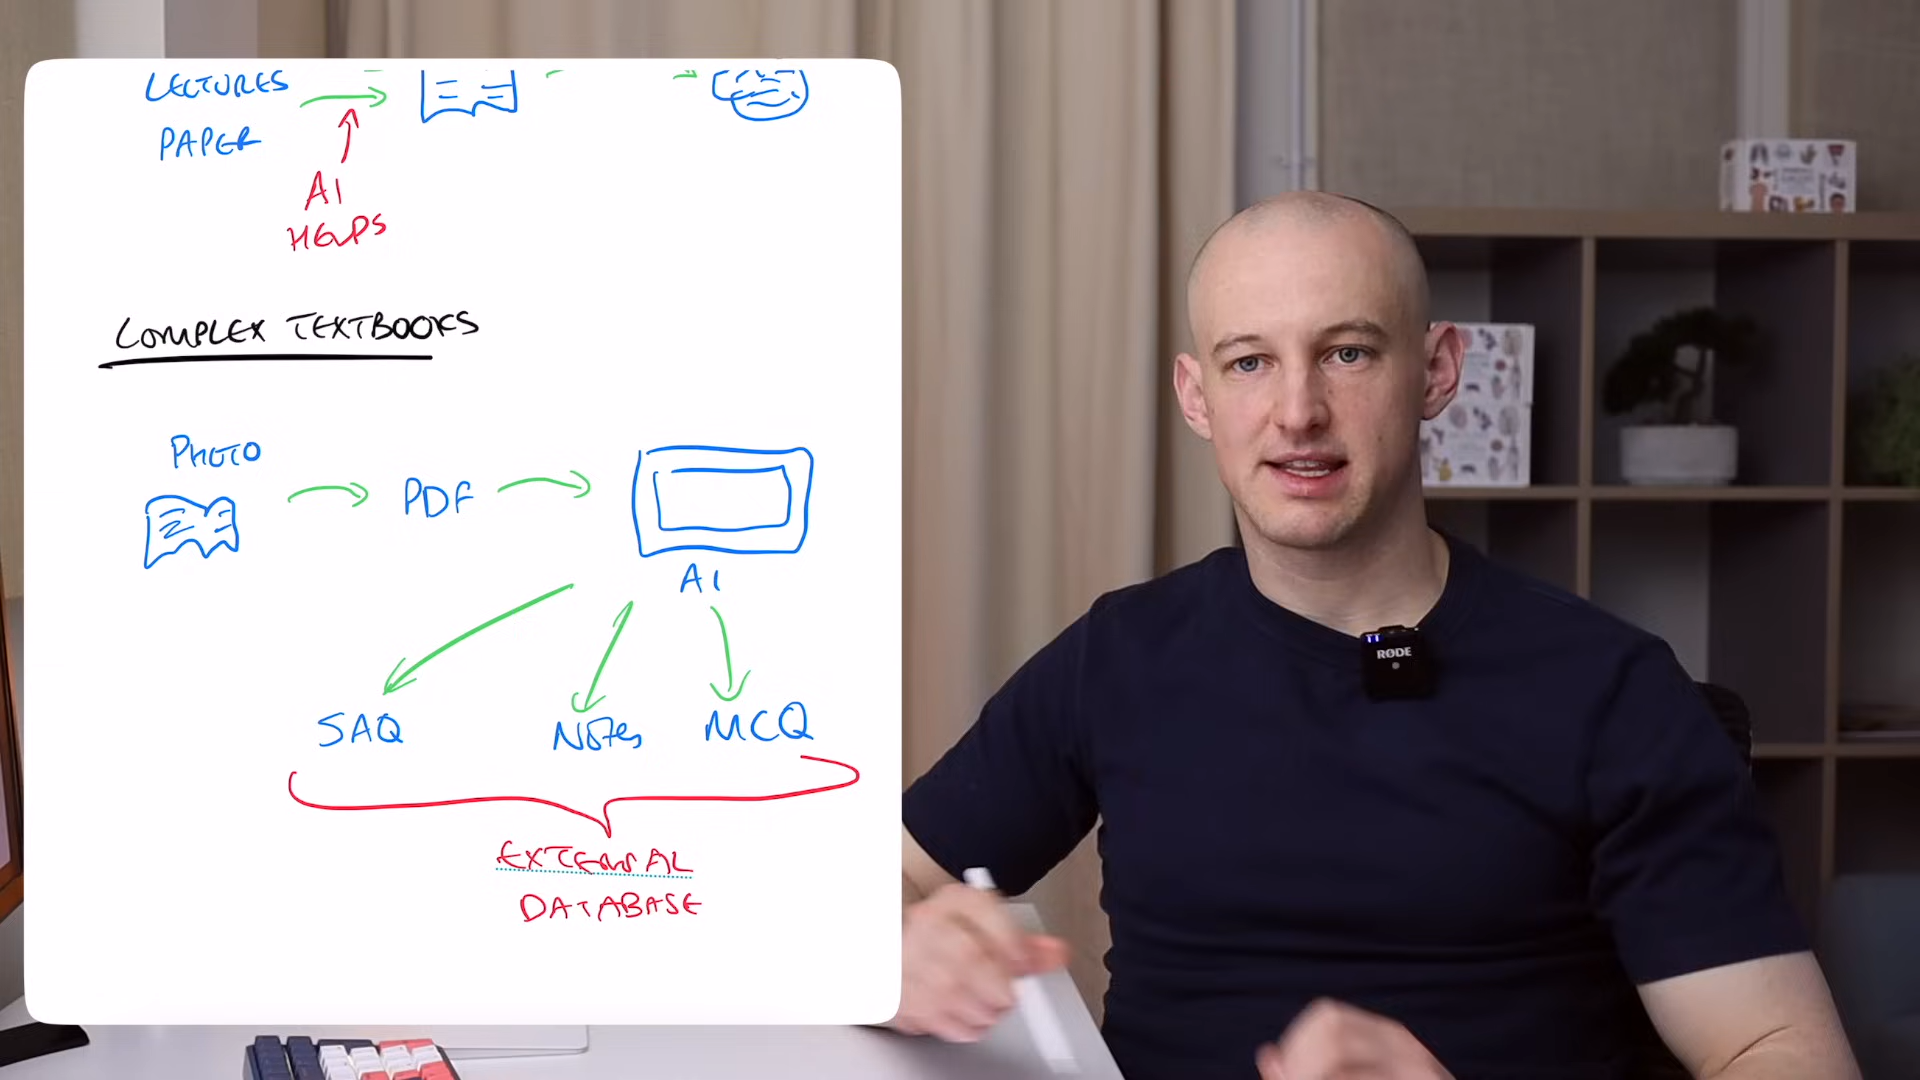 LECTURES
PAPER
AI
HELPS
COMPLEX TEXTBOOKS
PHOTO
PDF
AI
SAQ
Notes
MCQ
EXTERNAL
DATABASE
RØDE